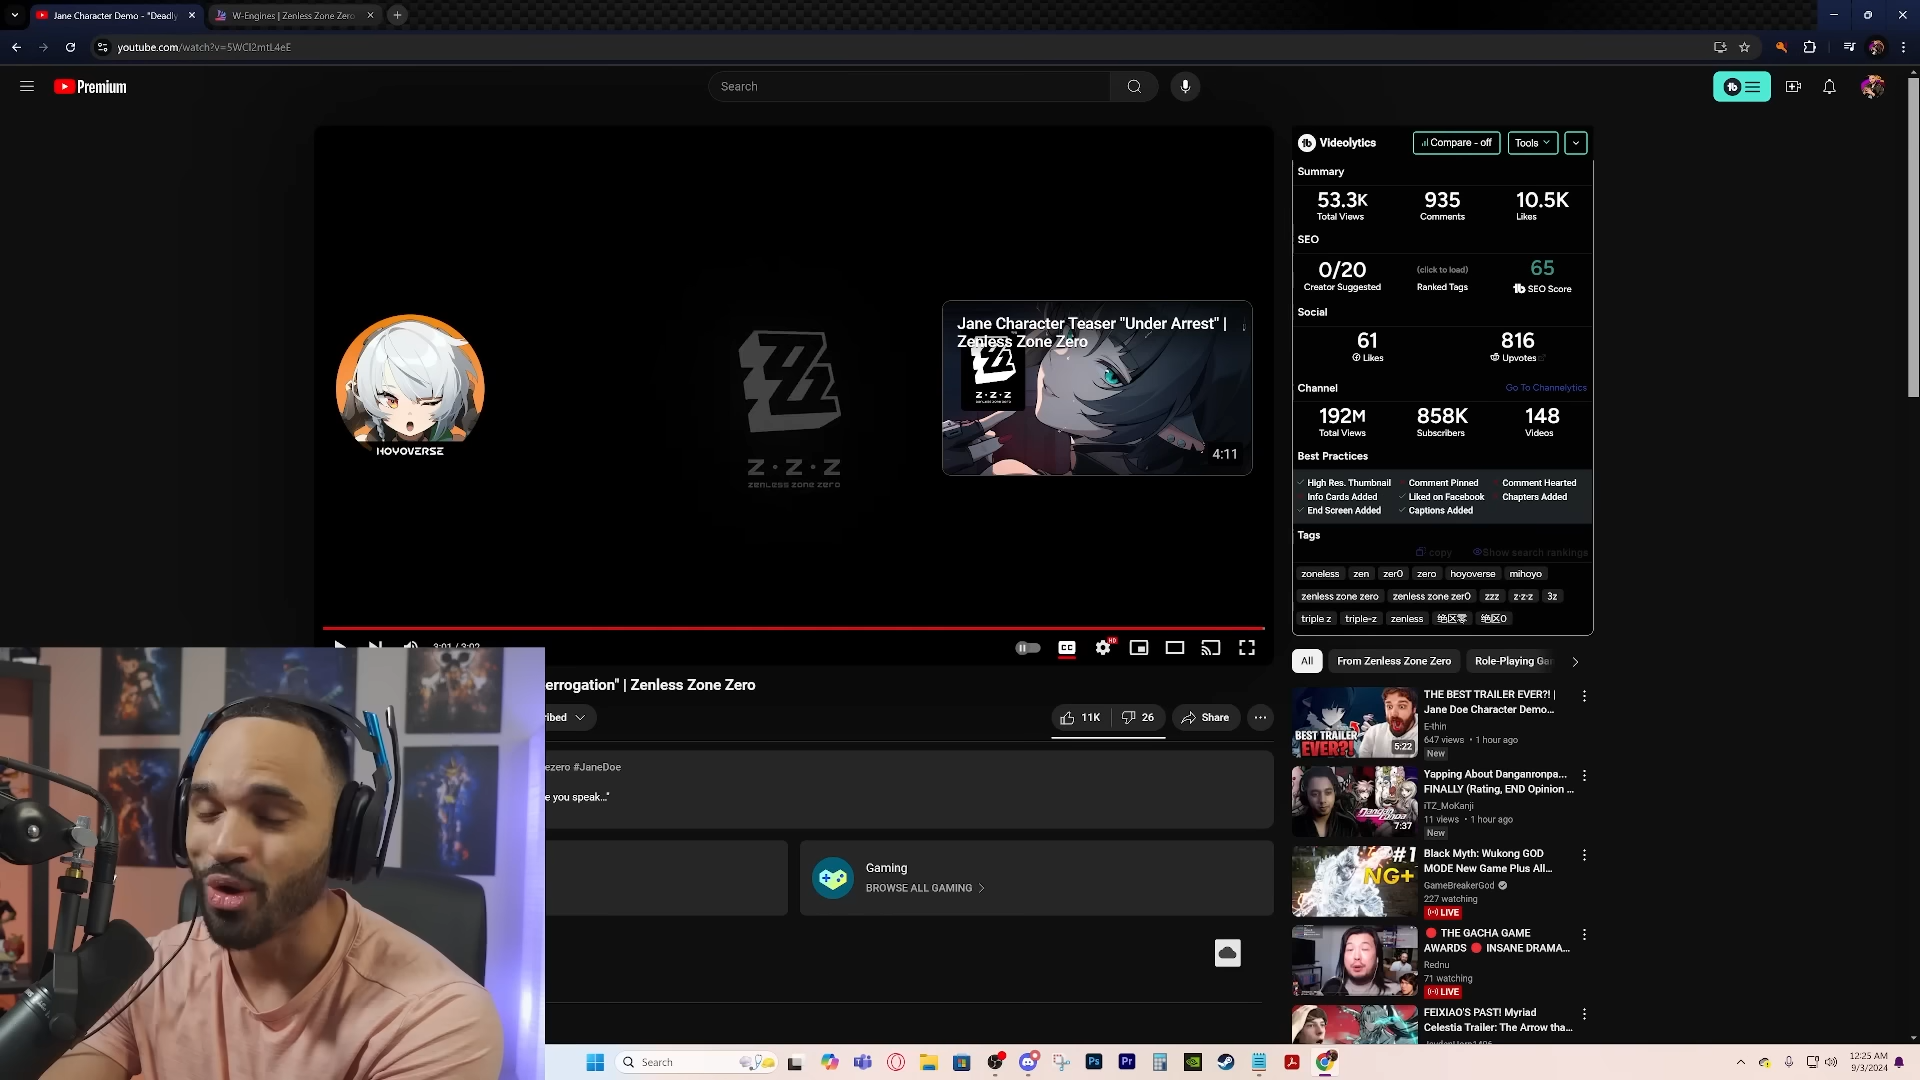 Jane Character Demo - "Deadly
W-Engines | Zenless Zone Zero
youtube.com/watch?v=5WCl2mtL4eE
Premium
Search
HOYOVERSE
Z·Z·Z
zenless zone zero
Jane Character Teaser "Under Arrest" |
Zenless Zone Zero
Z·Z·Z
4:11
3:01 / 3:02
CC
HD
errogation" | Zenless Zone Zero
ibed
11K
26
Share
ezero #JaneDoe
e you speak..."
Gaming
BROWSE ALL GAMING
Videolytics
Compare - off
Tools
Summary
53.3K
935
10.5K
Total Views
Comments
Likes
SEO
0/20
(click to load)
65
Creator Suggested
Ranked Tags
SEO Score
Social
61
816
Likes
Upvotes
Channel
Go To Channelytics
192M
858K
148
Total Views
Subscribers
Videos
Best Practices
High Res. Thumbnail
Comment Pinned
Comment Hearted
Info Cards Added
Liked on Facebook
Chapters Added
End Screen Added
Captions Added
Tags
copy
Show search rankings
zoneless zen zer0 zero hoyoverse mihoyo
zenless zone zero zenless zone zer0 zzz z·z·z 3z
triple z triple-z zenless 绝区零 绝区0
All
From Zenless Zone Zero
Role-Playing Ga
BEST TRAILER
EVER?!
5:22
THE BEST TRAILER EVER?! |
Jane Doe Character Demo...
E-thin
647 views • 1 hour ago
New
7:37
Yapping About Danganronpa...
FINALLY (Rating, END Opinion ...
iTZ_MoKanji
11 views • 1 hour ago
New
#1
NG+
Black Myth: Wukong GOD
MODE New Game Plus All...
GameBreakerGod
227 watching
LIVE
THE GACHA GAME
AWARDS INSANE DRAMA...
Rednu
71 watching
LIVE
FEIXIAO'S PAST! Myriad
Celestia Trailer: The Arrow tha...
Search
Ps
Pr
12:25 AM
9/3/2024